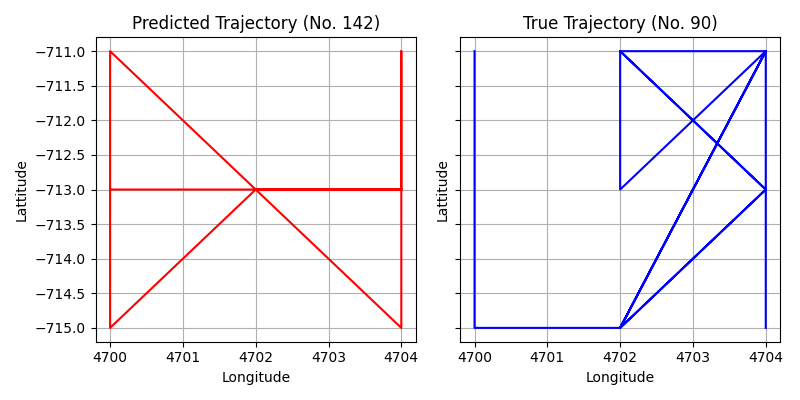 Predicted Trajectory (No. 142)
True Trajectory (No. 90)
−711.0
−711.5
−712.0
−712.5
−713.0
−713.5
−714.0
−714.5
−715.0
Lattitude
Lattitude
4700 4701 4702 4703 4704
4700 4701 4702 4703 4704
Longitude
Longitude